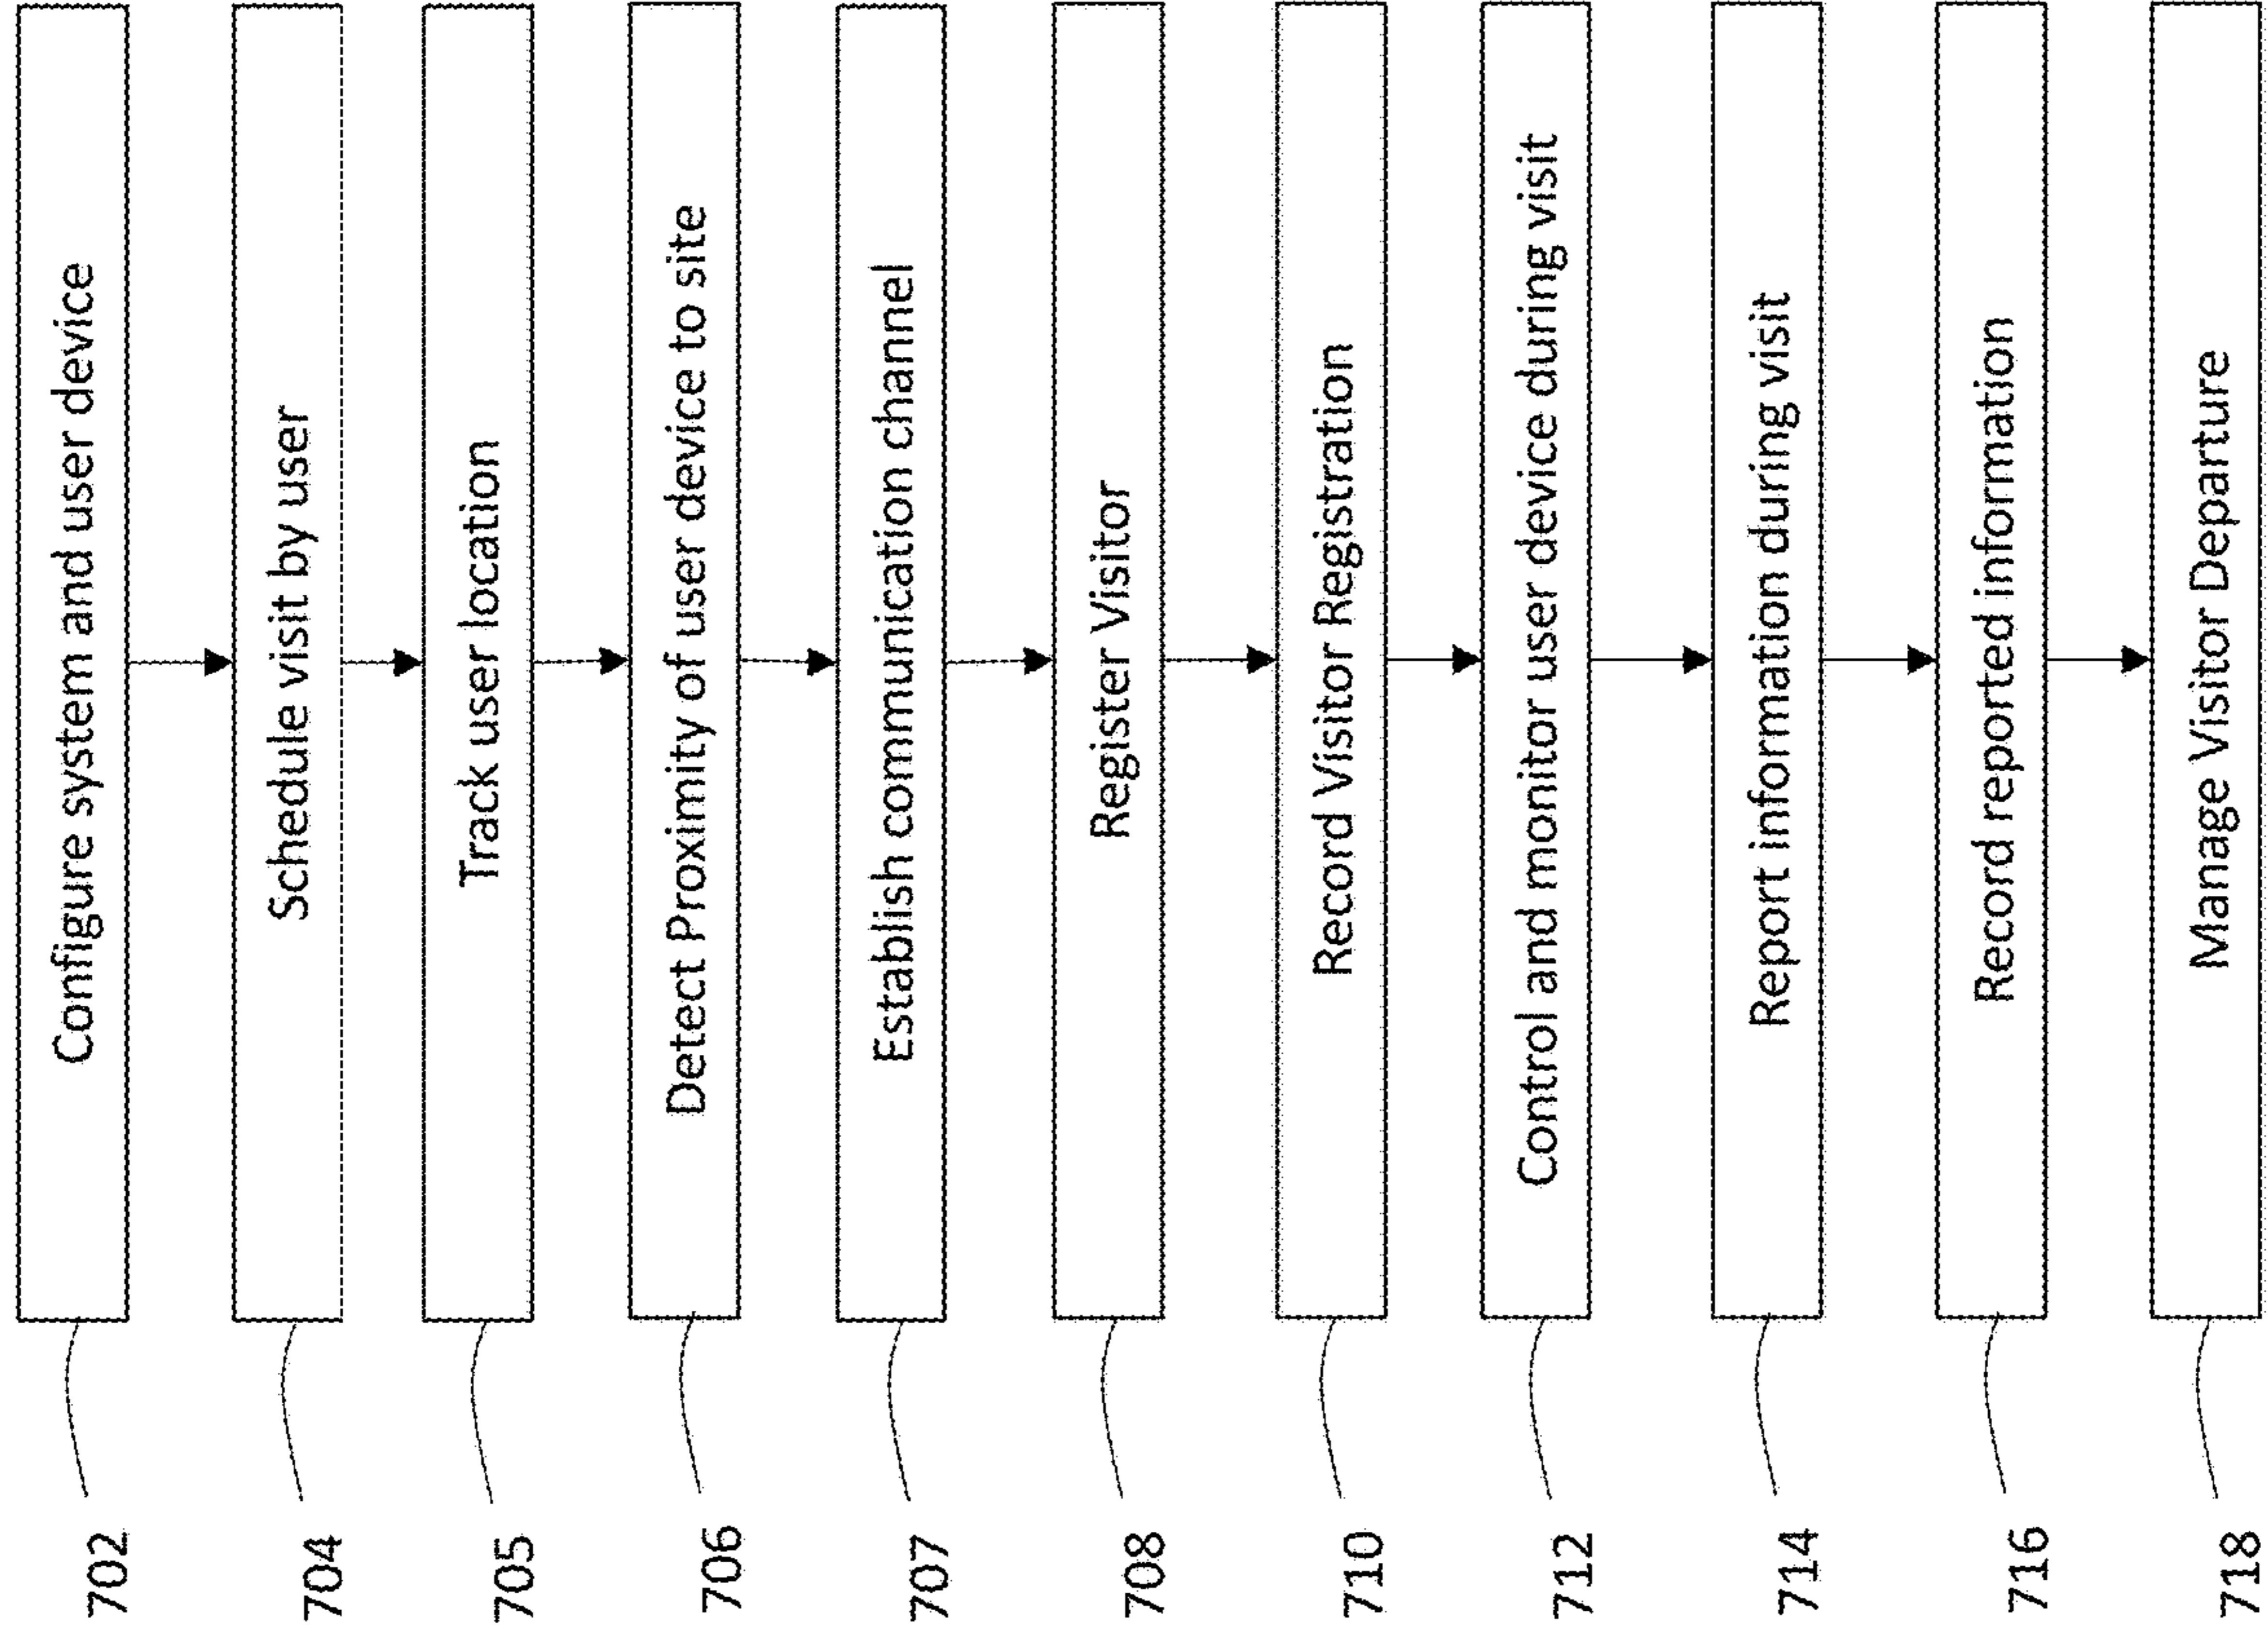 702 Configure system and user device
704 Schedule visit by user
705 Track user location
706 Detect Proximity of user device to site
707 Establish communication channel
708 Register Visitor
710 Record Visitor Registration
712 Control and monitor user device during visit
714 Report information during visit
716 Record reported information
718 Manage Visitor Departure